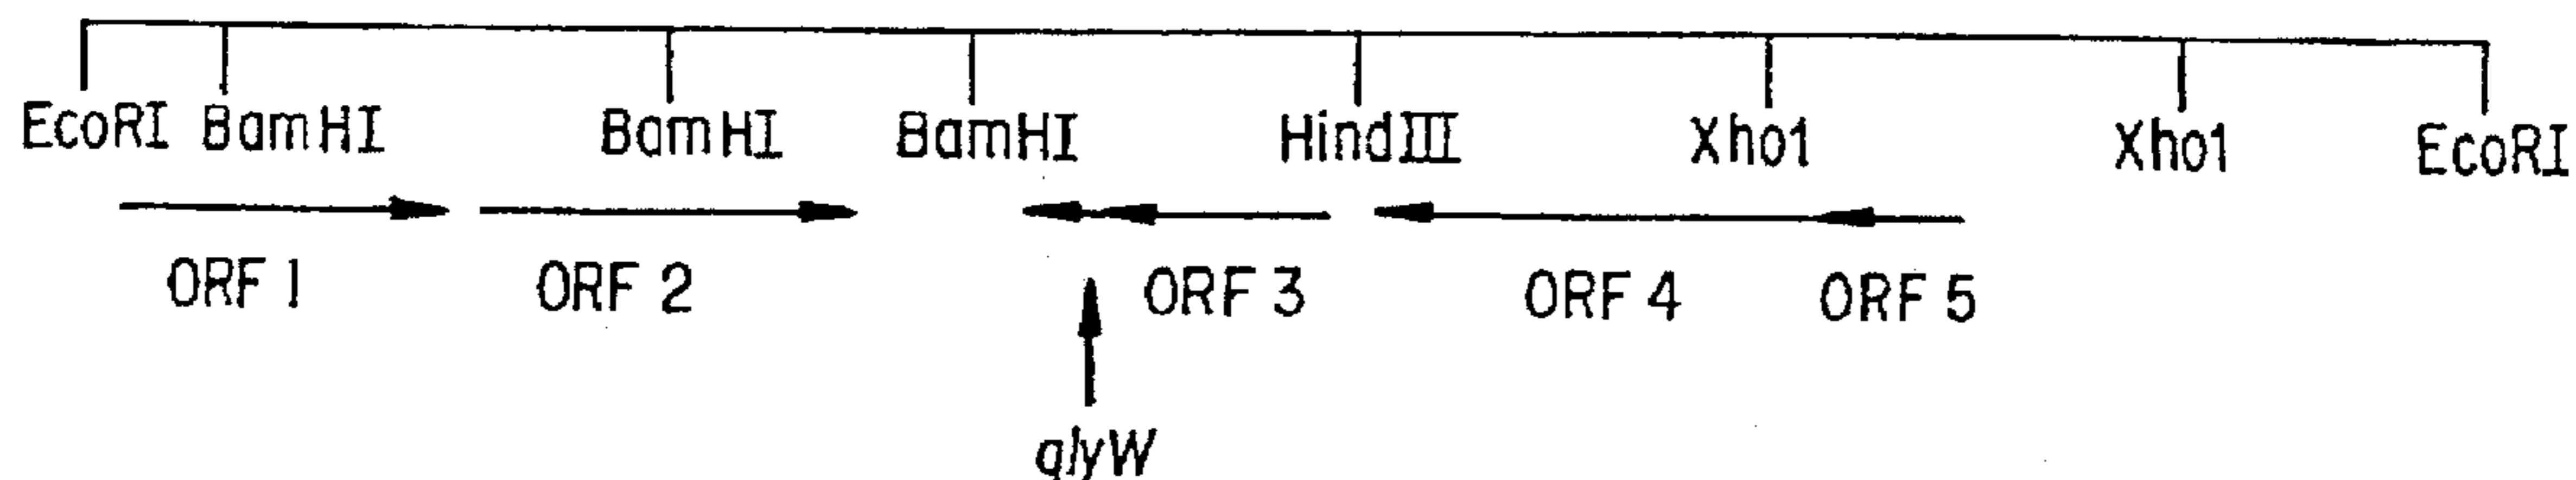 EcoRI BamHI BamHI BamHI HindIII Xho1 Xho1 EcoRI
ORF 1 ORF 2 ORF 3 ORF 4 ORF 5
glyW